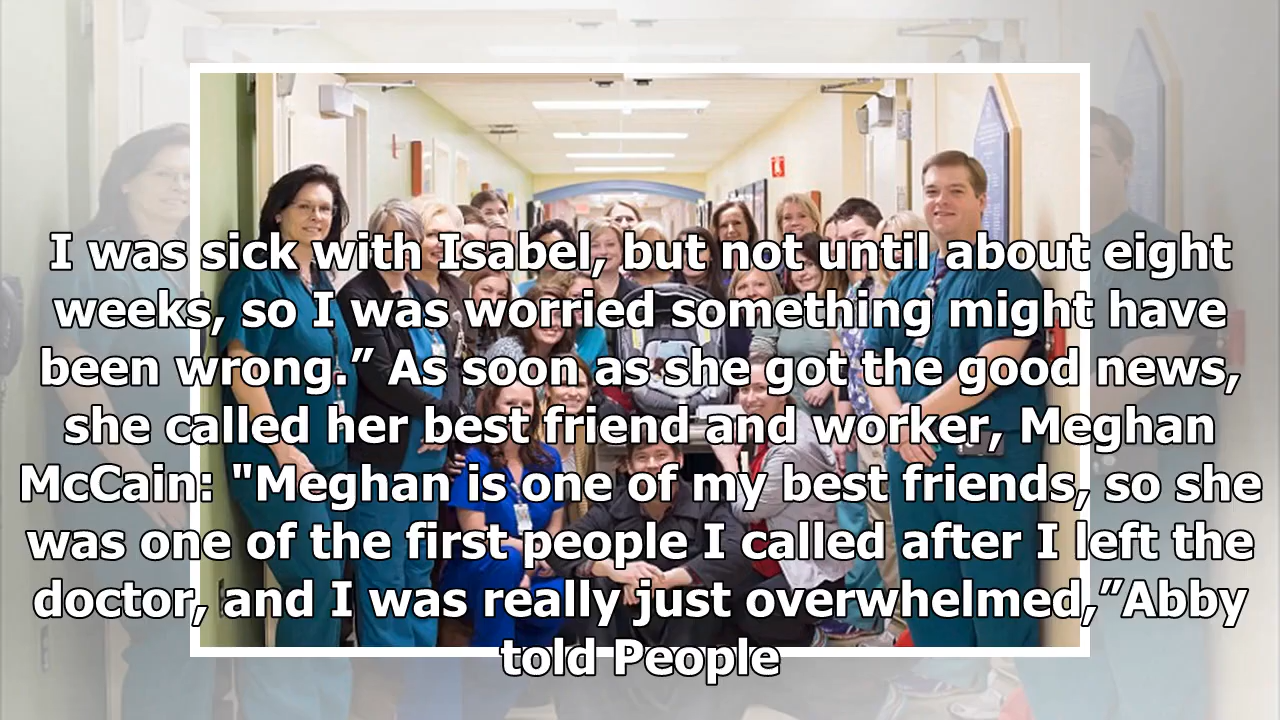 I was sick with Isabel, but not until about eight
weeks, so I was worried something might have
been wrong.” As soon as she got the good news,
she called her best friend and worker, Meghan
McCain: "Meghan is one of my best friends, so she
was one of the first people I called after I left the
doctor, and I was really just overwhelmed,”Abby
told People